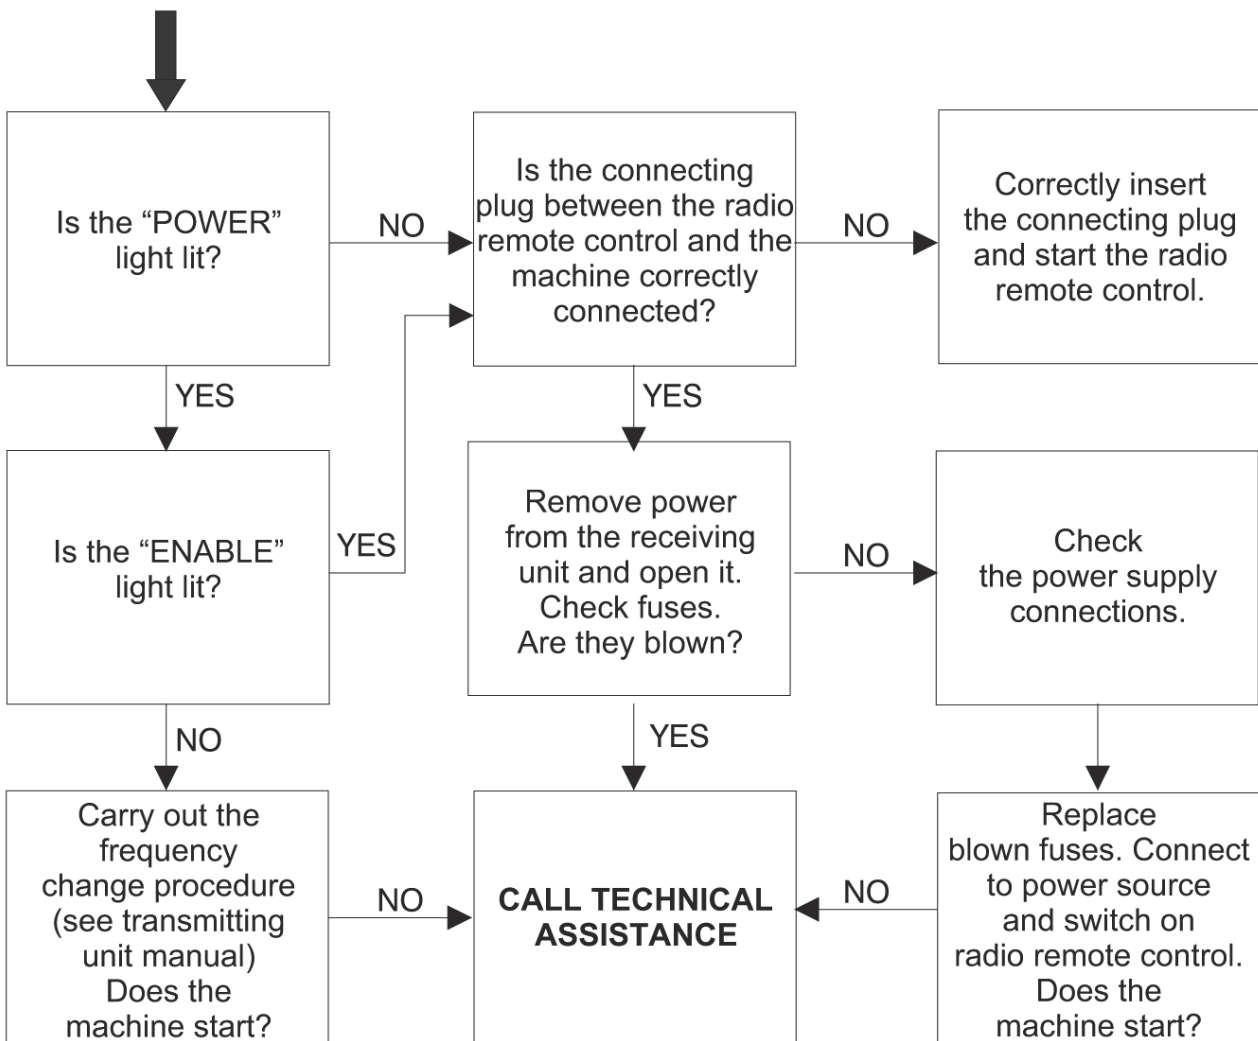 Is the “POWER”
light lit?
NO
Is the connecting
plug between the radio
remote control and the
machine correctly
connected?
NO
Correctly insert
the connecting plug
and start the radio
remote control.
YES
YES
Is the “ENABLE”
light lit?
YES
Remove power
from the receiving
unit and open it.
Check fuses.
Are they blown?
NO
Check
the power supply
connections.
NO
YES
Carry out the
frequency
change procedure
(see transmitting
unit manual)
Does the
machine start?
NO
CALL TECHNICAL
ASSISTANCE
NO
Replace
blown fuses. Connect
to power source
and switch on
radio remote control.
Does the
machine start?